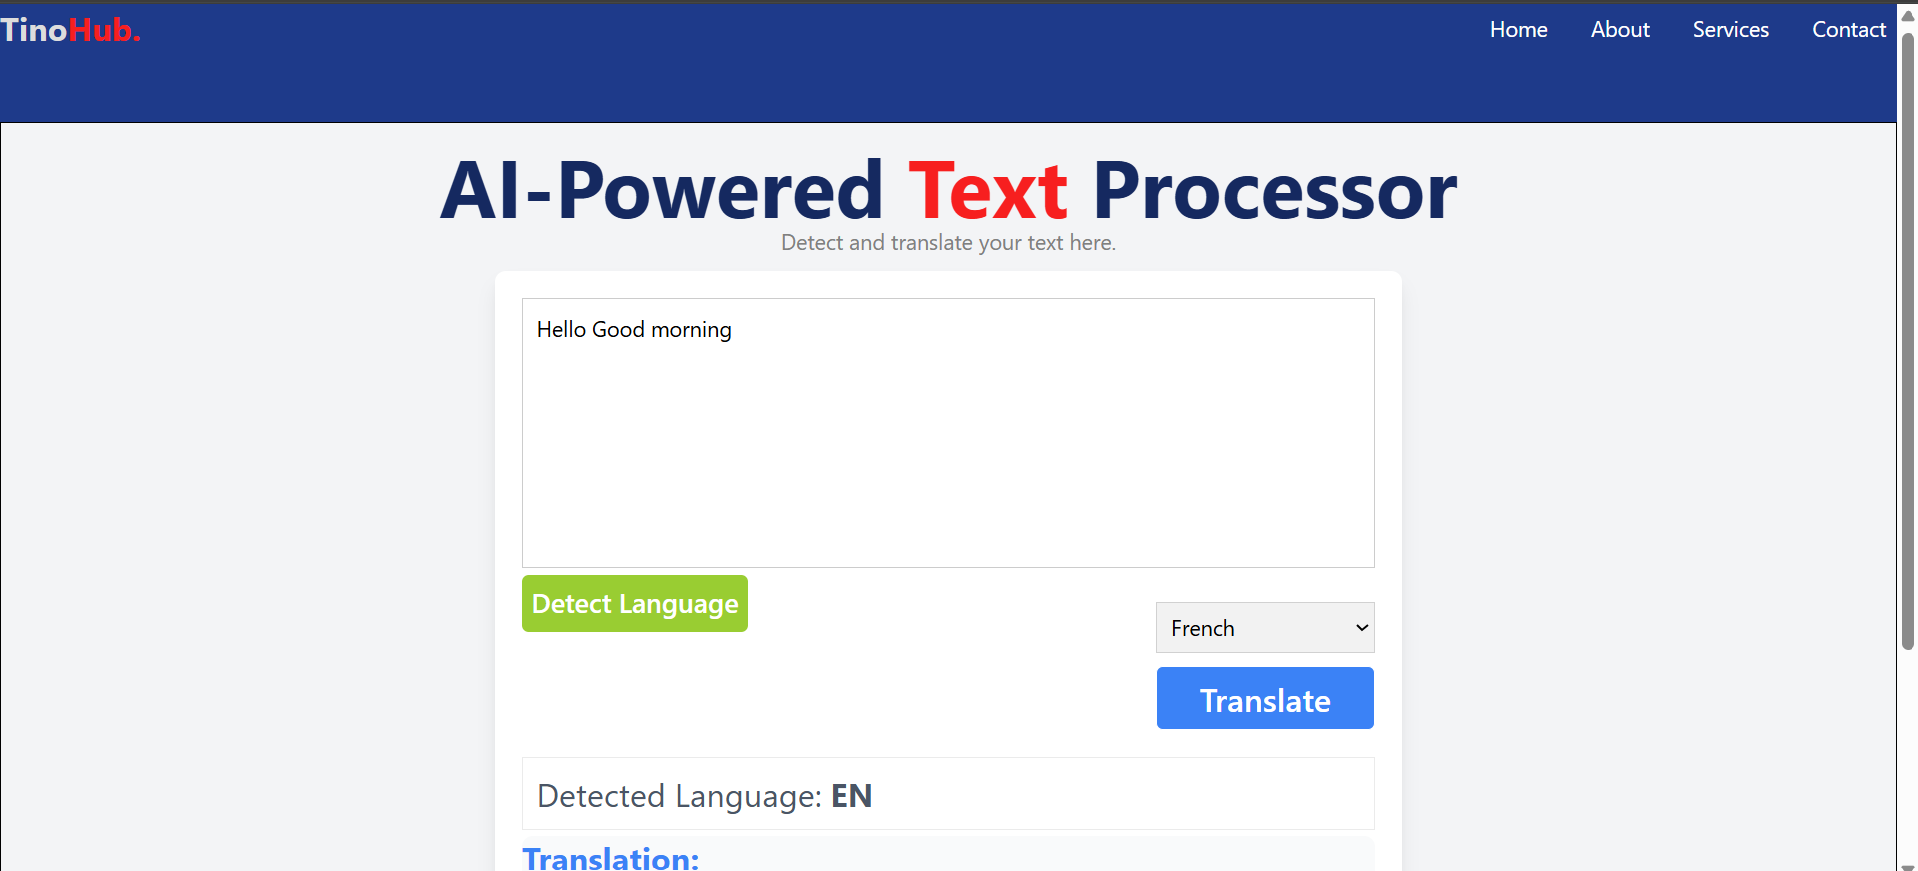 TinoHub. Home About Services Contact
AI-Powered Text Processor
Detect and translate your text here.
Hello Good morning
Detect Language
French
Translate
Detected Language: EN
Translation: